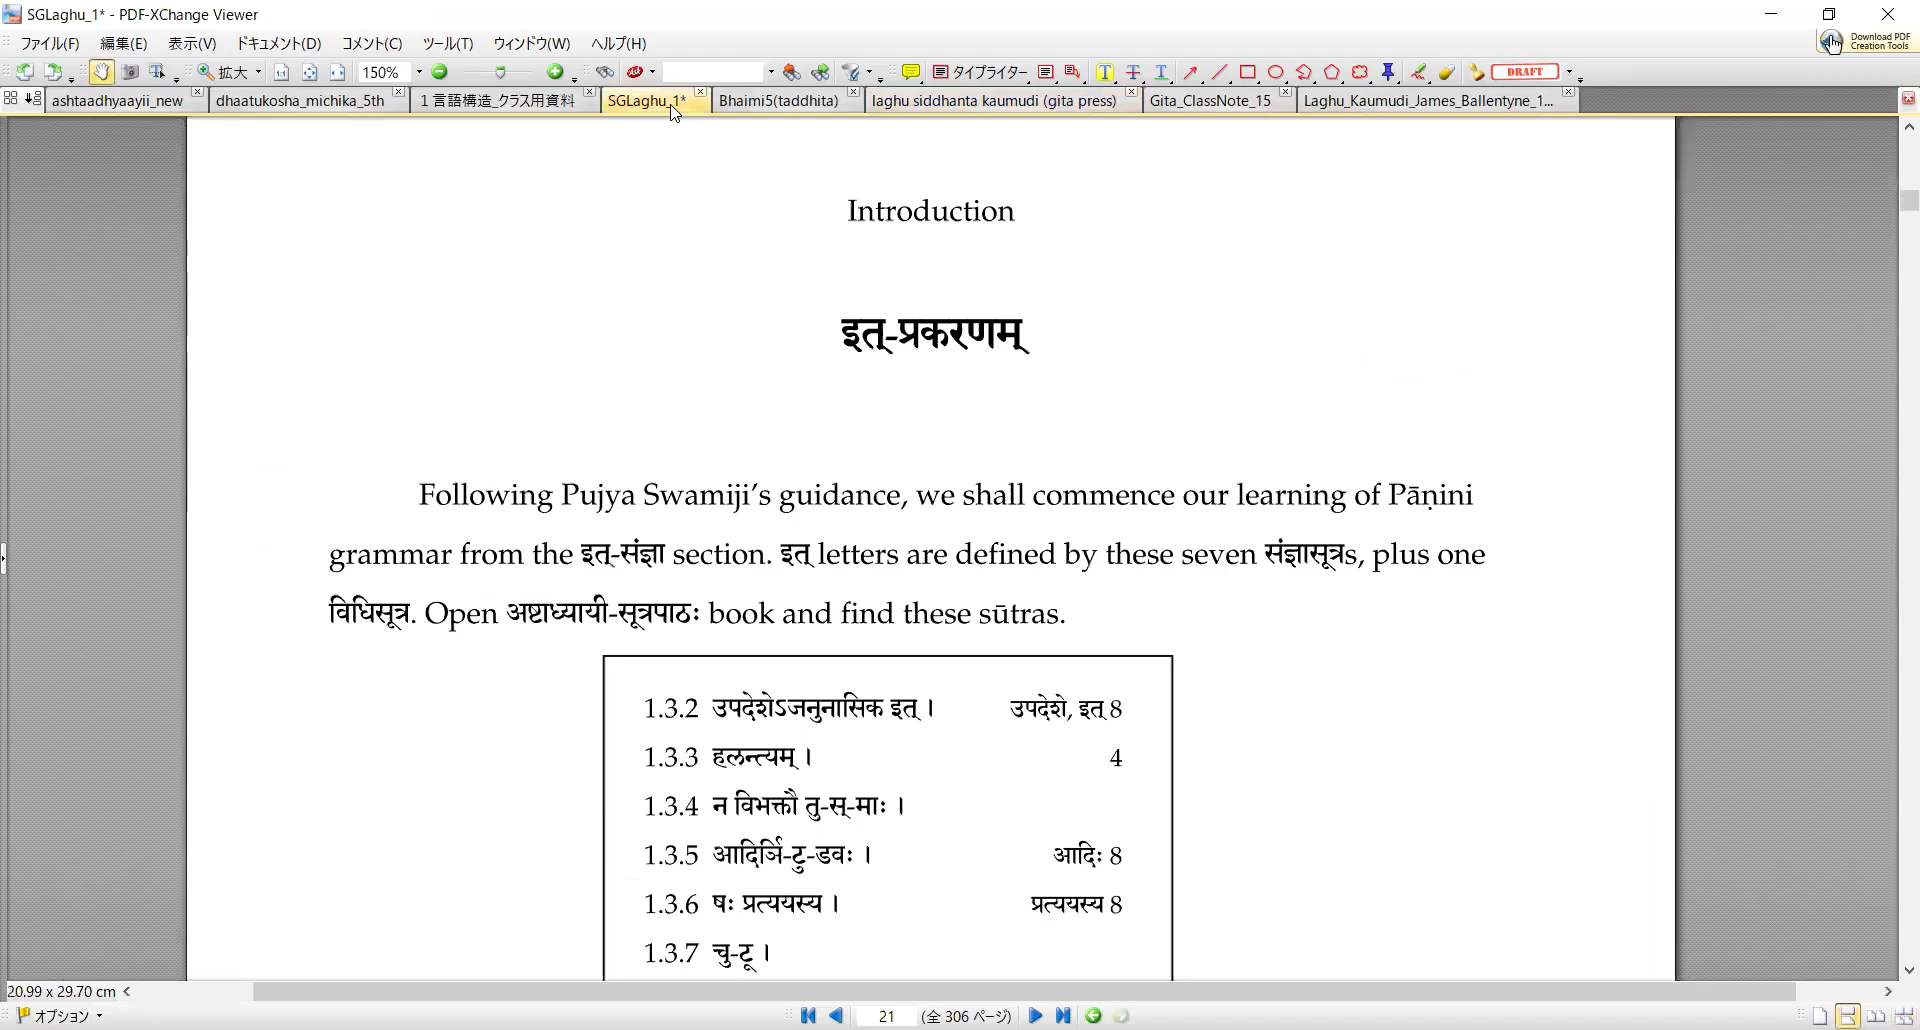 SGLaghu_1* - PDF-XChange Viewer
ファイル(F) 編集(E) 表示(V) ドキュメント(D) コメント(C) ツール(T) ウィンドウ(W) ヘルプ(H)
Download PDF
Creation Tools
拡大 150% タイプライター DRAFT
ashtaadhyaayii_new dhaatukosha_michika_5th 1 言語構造_クラス用資料 SGLaghu_1* Bhaimi5(taddhita) laghu siddhanta kaumudi (gita press) Gita_ClassNote_15 Laghu_Kaumudi_James_Ballentyne_1...
Introduction
इत्-प्रकरणम्
Following Pujya Swamiji’s guidance, we shall commence our learning of Pāṇini
grammar from the इत्-संज्ञा section. इत् letters are defined by these seven संज्ञासूत्रs, plus one
विधिसूत्र. Open अष्टाध्यायी-सूत्रपाठः book and find these sūtras.
1.3.2 उपदेशेऽजनुनासिक इत् । उपदेशे, इत् 8
1.3.3 हलन्त्यम् । 4
1.3.4 न विभक्तौ तु-स्-माः ।
1.3.5 आदिर्ञि-टु-डवः । आदिः 8
1.3.6 षः प्रत्ययस्य । प्रत्ययस्य 8
1.3.7 चु-टू ।
20.99 x 29.70 cm
オプション 21 (全 306 ページ)